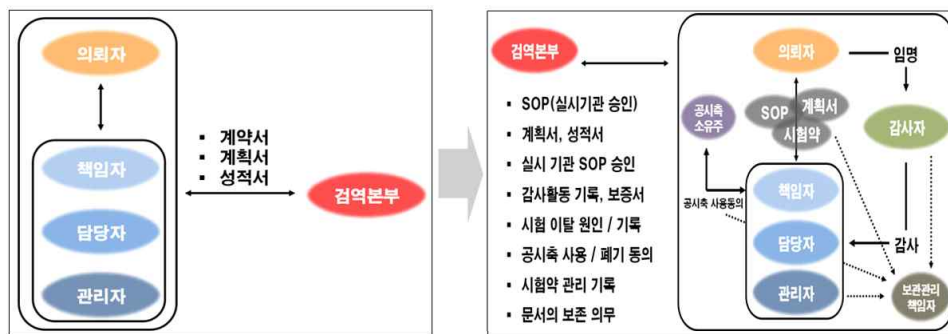 의뢰자
책임자
담당자
관리자
▪ 계약서
▪ 계획서
▪ 성적서
검역본부
검역본부
▪ SOP(실시기관 승인)
▪ 계획서, 성적서
▪ 실시 기관 SOP 승인
▪ 감사활동 기록, 보증서
▪ 시험 이탈 원인 / 기록
▪ 공시축 사용 / 폐기 동의
▪ 시험약 관리 기록
▪ 문서의 보존 의무
의뢰자
임명
공시축
소유주
SOP
계획서
시험약
감사자
책임자
공시축 사용동의
담당자
감사
관리자
보관관리
책임자